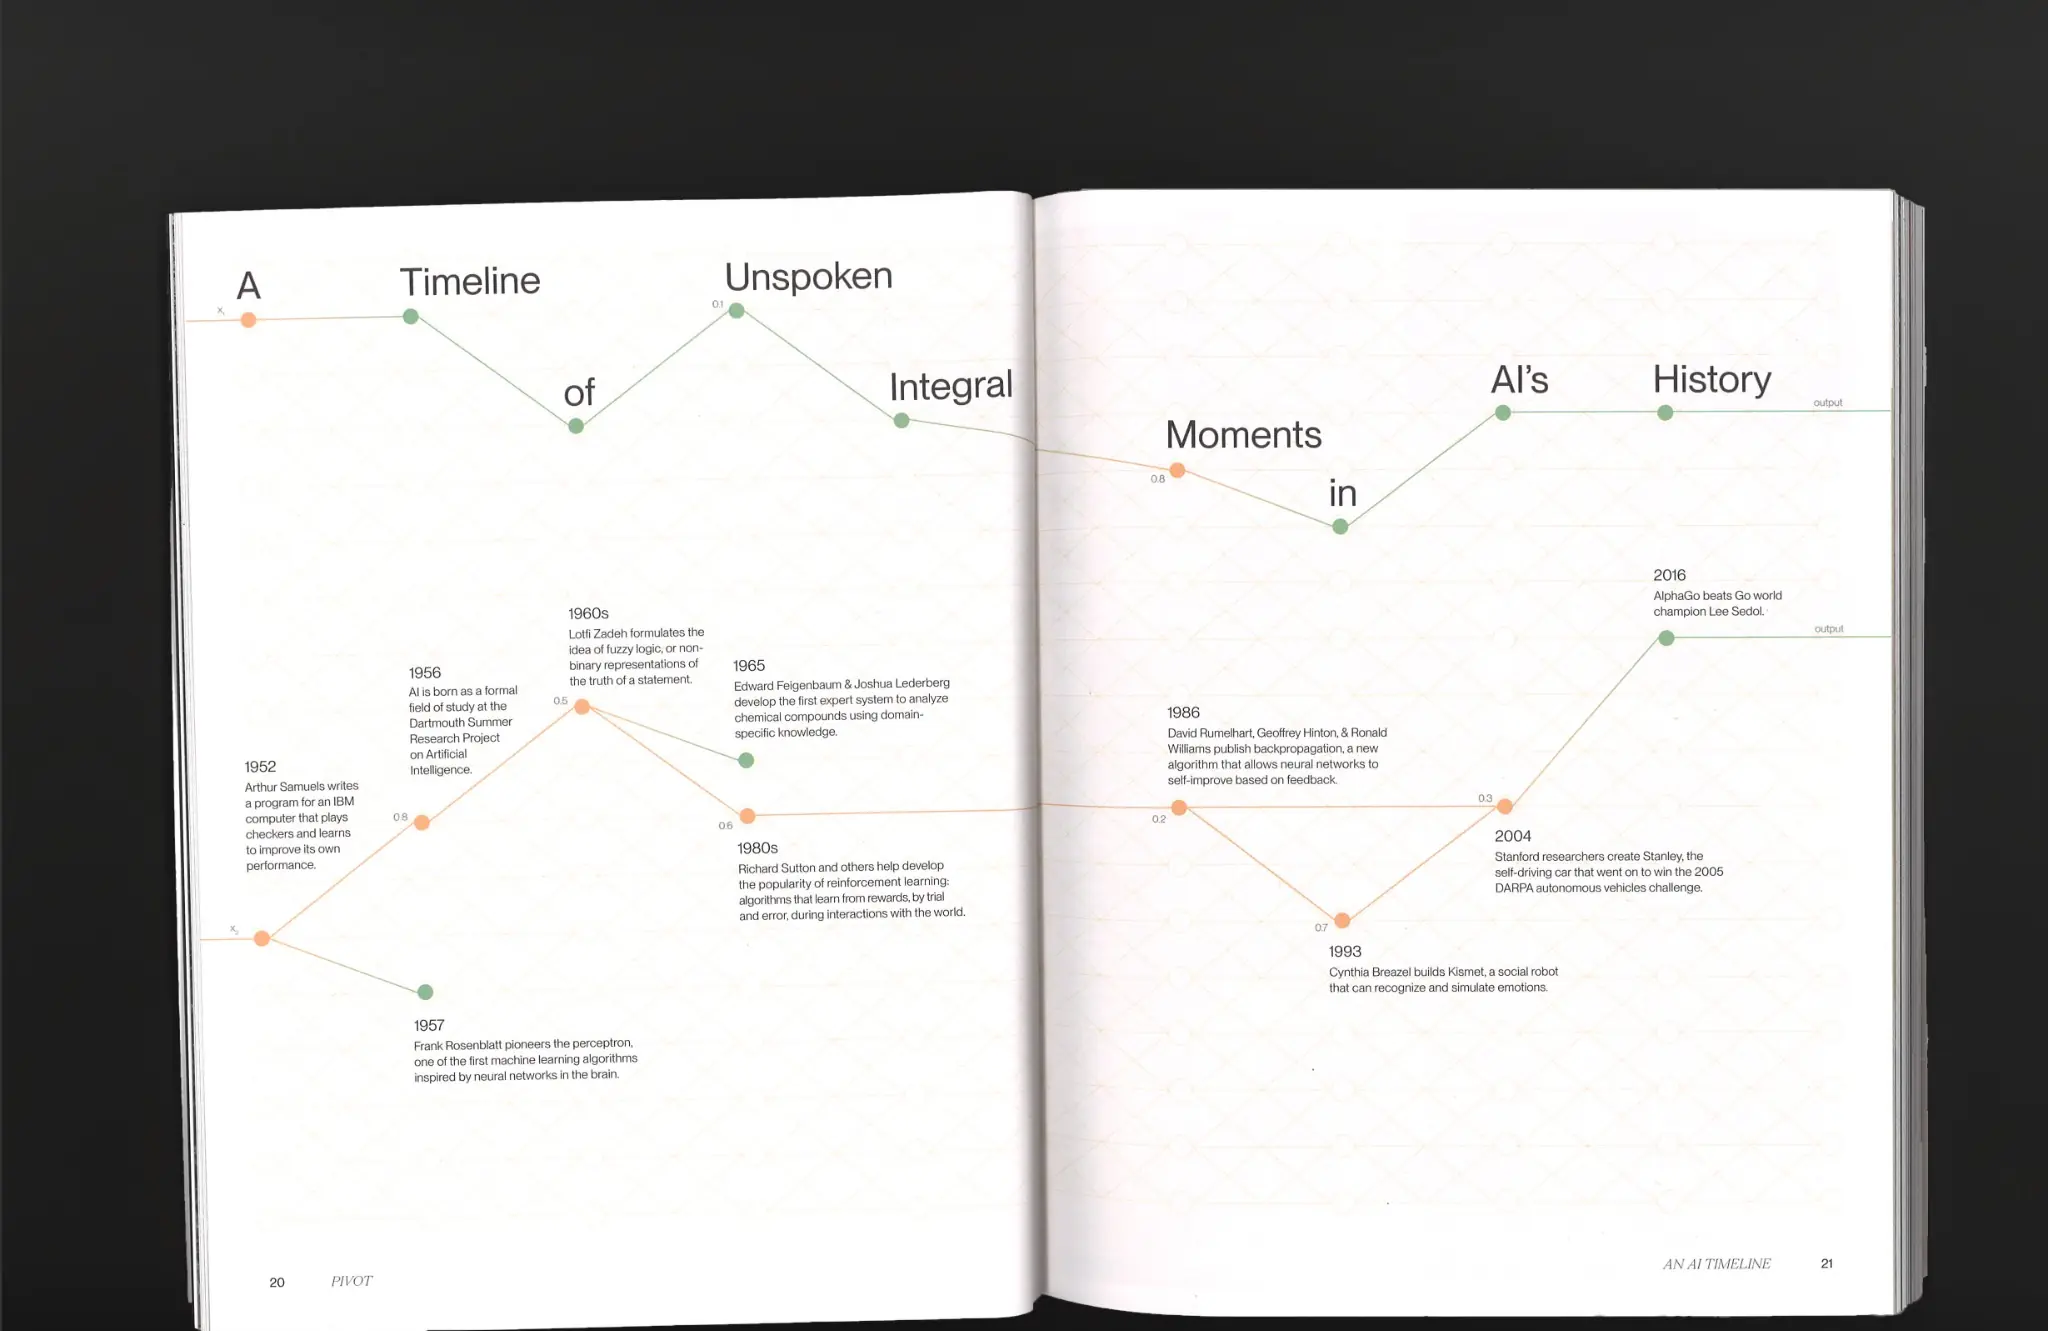 A Timeline of Unspoken Integral Moments in AI's History
x₁
0.1
0.8
output
1952
Arthur Samuels writes
a program for an IBM
computer that plays
checkers and learns
to improve its own
performance.
x₂
1956
AI is born as a formal
field of study at the
Dartmouth Summer
Research Project
on Artificial
Intelligence.
0.8
1957
Frank Rosenblatt pioneers the perceptron,
one of the first machine learning algorithms
inspired by neural networks in the brain.
1960s
Lotfi Zadeh formulates the
idea of fuzzy logic, or non-
binary representations of
the truth of a statement.
0.5
1965
Edward Feigenbaum & Joshua Lederberg
develop the first expert system to analyze
chemical compounds using domain-
specific knowledge.
0.6
1980s
Richard Sutton and others help develop
the popularity of reinforcement learning:
algorithms that learn from rewards, by trial
and error, during interactions with the world.
1986
David Rumelhart, Geoffrey Hinton, & Ronald
Williams publish backpropagation, a new
algorithm that allows neural networks to
self-improve based on feedback.
0.2
0.7
1993
Cynthia Breazel builds Kismet, a social robot
that can recognize and simulate emotions.
0.3
2004
Stanford researchers create Stanley, the
self-driving car that went on to win the 2005
DARPA autonomous vehicles challenge.
2016
AlphaGo beats Go world
champion Lee Sedol.
output
20 PIVOT
AN AI TIMELINE 21